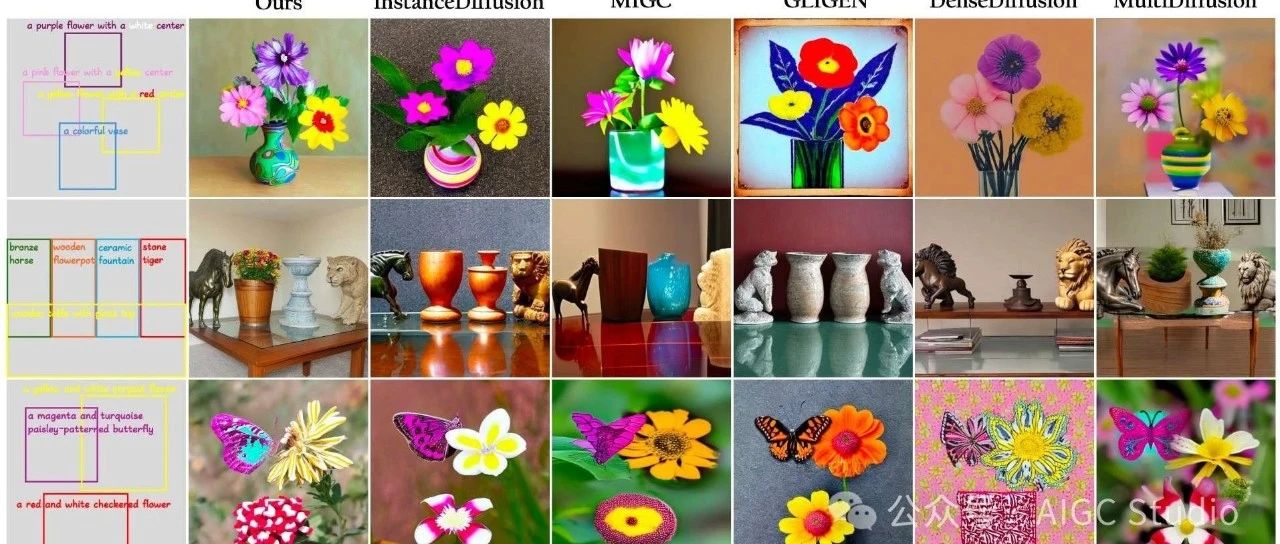 Ours
InstanceDiffusion
MIGC
GLIGEN
DenseDiffusion
MultiDiffusion
a purple flower with a white center
a pink flower with a yellow center
a yellow flower with a red center
a colorful vase
bronze
horse
wooden
flowerpot
ceramic
fountain
stone
tiger
wooden table with glass top
a yellow and white striped flower
a magenta and turquoise
paisley-patterned butterfly
a red and white checkered flower
公众号 · AIGC Studio